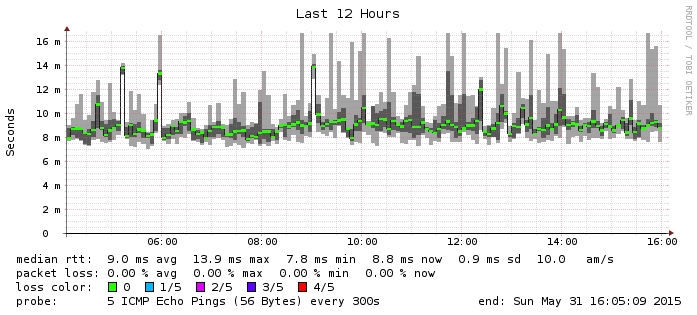 Last 12 Hours
RRDTOOL / TOBI OETIKER
Seconds
16 m
14 m
12 m
10 m
8 m
6 m
4 m
2 m
0
06:00 08:00 10:00 12:00 14:00 16:00
median rtt: 9.0 ms avg 13.9 ms max 7.8 ms min 8.8 ms now 0.9 ms sd 10.0 am/s
packet loss: 0.00 % avg 0.00 % max 0.00 % min 0.00 % now
loss color: 0 1/5 2/5 3/5 4/5
probe: 5 ICMP Echo Pings (56 Bytes) every 300s end: Sun May 31 16:05:09 2015